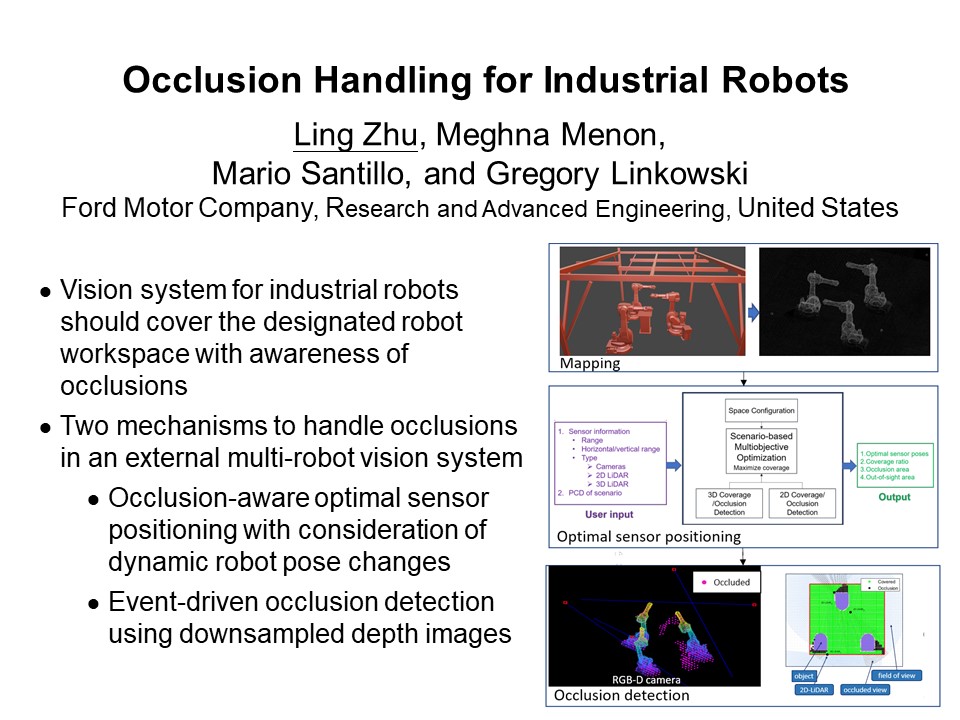 Occlusion Handling for Industrial Robots
Ling Zhu, Meghna Menon,
Mario Santillo, and Gregory Linkowski
Ford Motor Company, Research and Advanced Engineering, United States
● Vision system for industrial robots
should cover the designated robot
workspace with awareness of
occlusions
● Two mechanisms to handle occlusions
in an external multi-robot vision system
● Occlusion-aware optimal sensor
positioning with consideration of
dynamic robot pose changes
● Event-driven occlusion detection
using downsampled depth images
Mapping
1. Sensor information
• Range
• Horizontal/vertical range
• Type
➢ Cameras
➢ 2D LiDAR
➢ 3D LiDAR
2. PCD of scenario
User input
Space Configuration
Scenario-based
Multiobjective
Optimization
Maximize coverage
3D Coverage
/Occlusion
Detection
2D Coverage/
Occlusion
Detection
1.Optimal sensor poses
2.Coverage ratio
3.Occlusion area
4.Out-of-sight area
Output
Optimal sensor positioning
Occluded
RGB-D camera
Covered
Occlusion
object
field of view
2D-LiDAR
occluded view
Occlusion detection